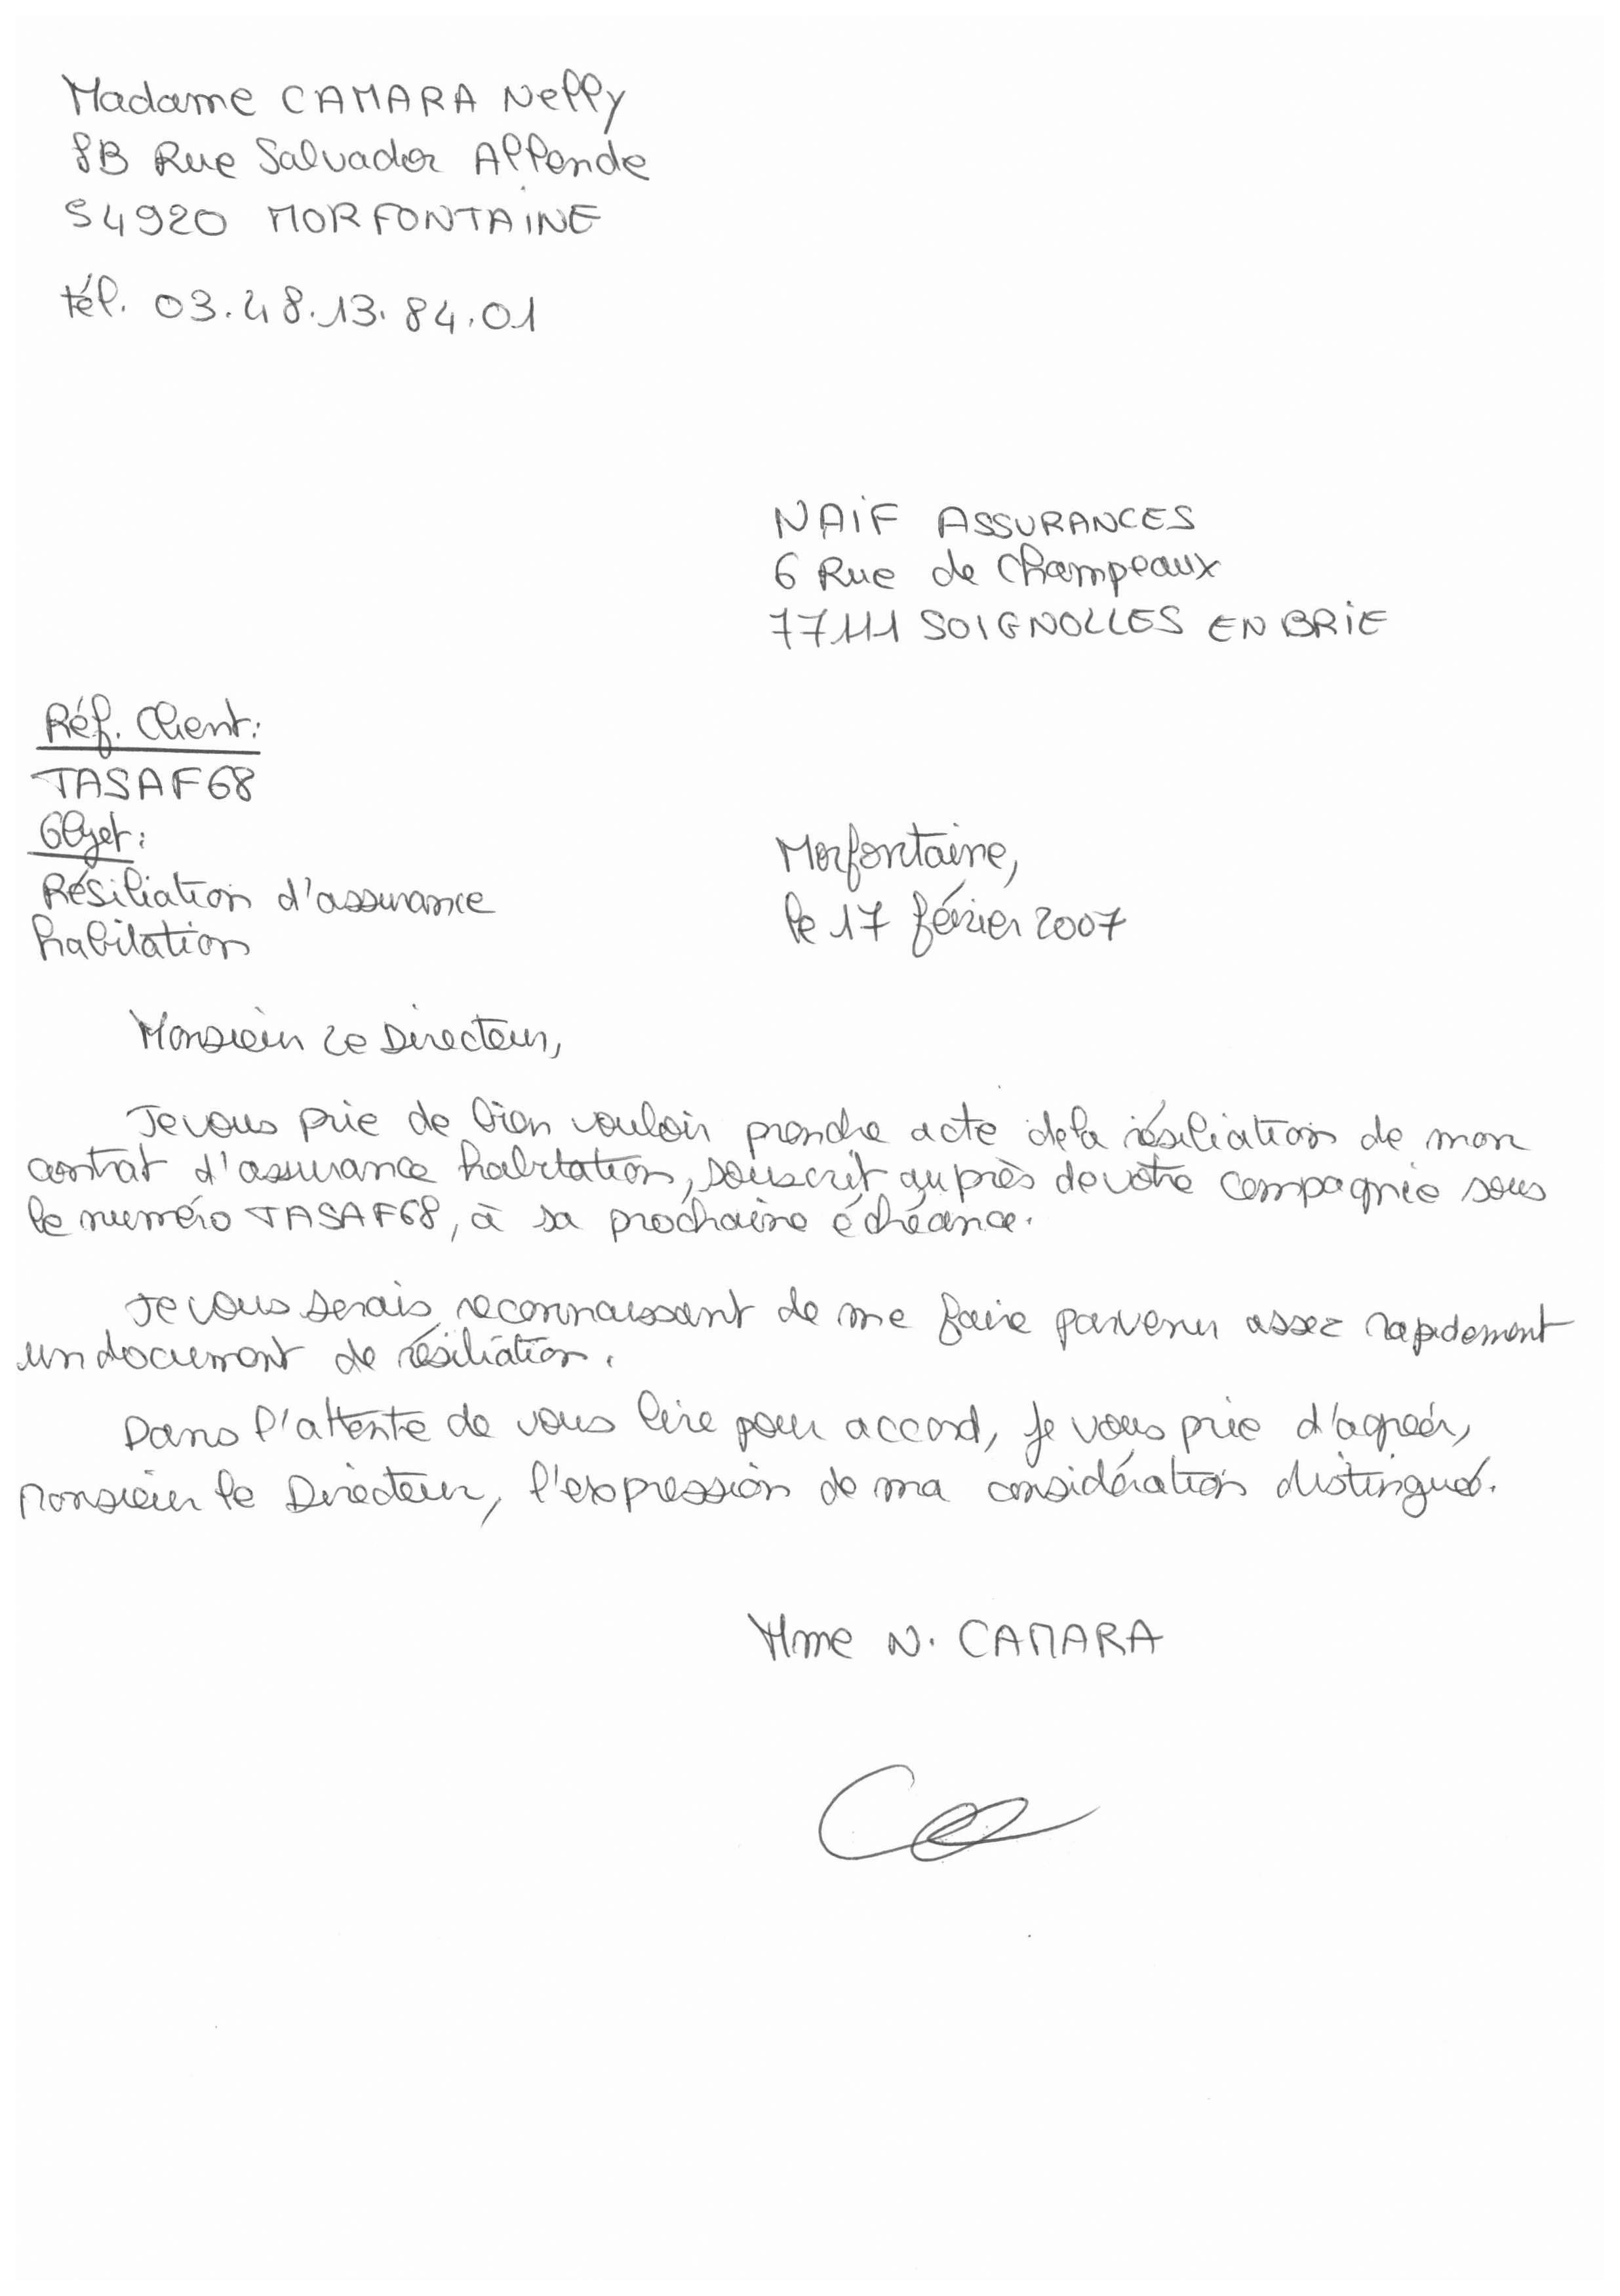 Madame CAMARA Nelly
8B Rue Salvador Allende
54920 MORFONTAINE
tél. 03.48.13.84.01
NAIF ASSURANCES
6 Rue de Champeaux
77111 SOIGNOLLES EN BRIE
Réf. Client:
TASAF68
Objet:
Résiliation d'assurance
habitation
Morfontaine,
le 17 février 2007
Monsieur Le Directeur,
Je vous prie de bien vouloir prendre acte de la résiliation de mon
contrat d'assurance habitation, souscrit auprès de votre compagnie sous
le numéro TASAF68, à sa prochaine échéance.
Je vous serais reconnaissant de me faire parvenir assez rapidement
un document de résiliation.
Dans l'attente de vous lire pour accord, je vous prie d'agréér,
Monsieur le Directeur, l'expression de ma considération distingué.
Mme N. CAMARA